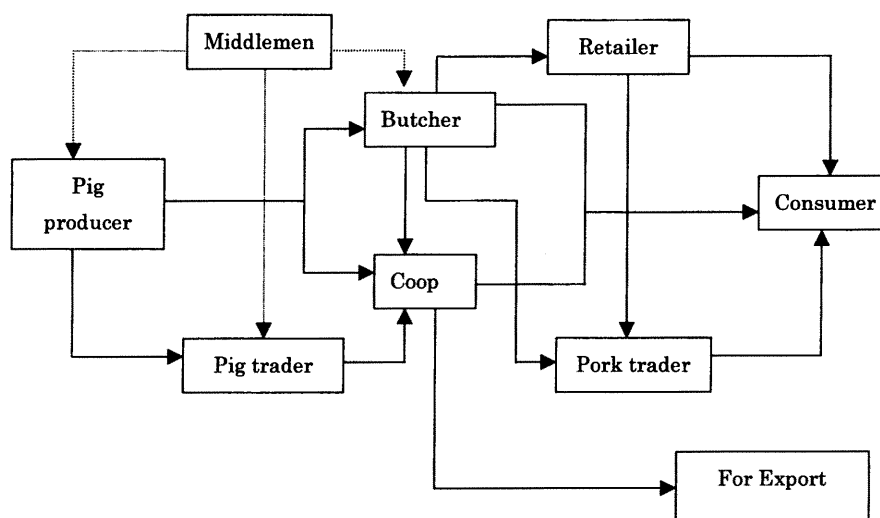 Middlemen
Retailer
Butcher
Pig
producer
Consumer
Coop
Pig trader
Pork trader
For Export